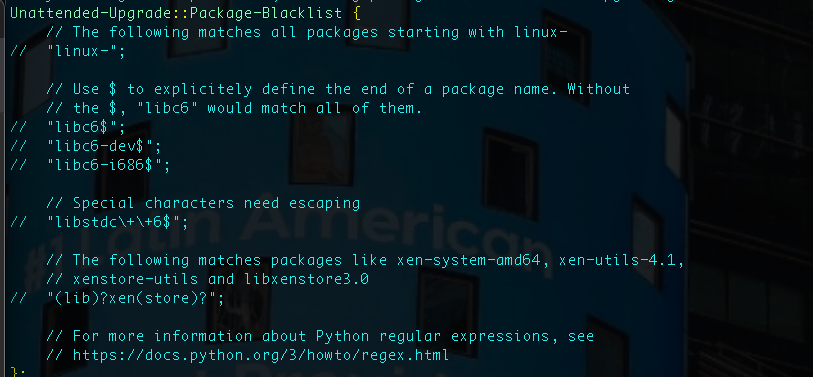 Unattended-Upgrade::Package-Blacklist {
    // The following matches all packages starting with linux-
//  "linux-";

    // Use $ to explicitely define the end of a package name. Without
    // the $, "libc6" would match all of them.
//  "libc6$";
//  "libc6-dev$";
//  "libc6-i686$";

    // Special characters need escaping
//  "libstdc\+\+6$";

    // The following matches packages like xen-system-amd64, xen-utils-4.1,
    // xenstore-utils and libxenstore3.0
//  "(lib)?xen(store)?";

    // For more information about Python regular expressions, see
    // https://docs.python.org/3/howto/regex.html
};
#1 Latin American